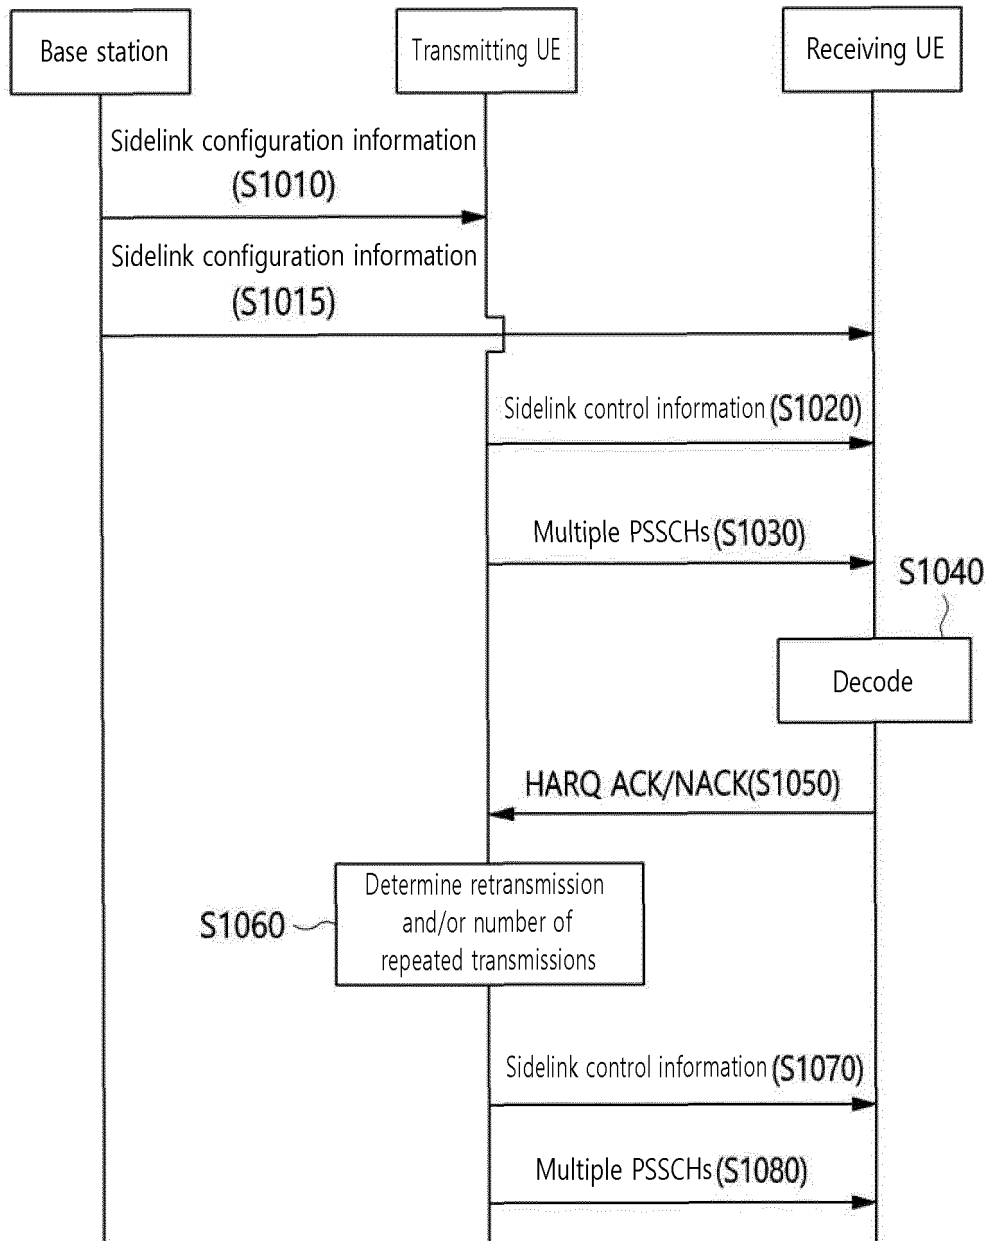 Base station
Transmitting UE
Receiving UE
Sidelink configuration information
(S1010)
Sidelink configuration information
(S1015)
Sidelink control information (S1020)
Multiple PSSCHs (S1030)
S1040
Decode
HARQ ACK/NACK(S1050)
Determine retransmission
and/or number of
repeated transmissions
S1060
Sidelink control information (S1070)
Multiple PSSCHs (S1080)